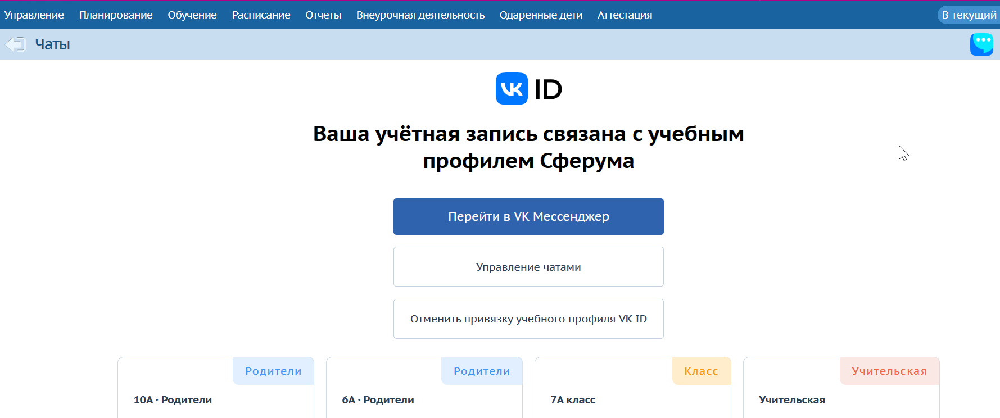 Управление Планирование Обучение Расписание Отчеты Внеурочная деятельность Одаренные дети Аттестация В текущий
Чаты
VK ID
Ваша учётная запись связана с учебным
профилем Сферума
Перейти в VK Мессенджер
Управление чатами
Отменить привязку учебного профиля VK ID
Родители Родители Класс Учительская
10А · Родители 6А · Родители 7А класс Учительская